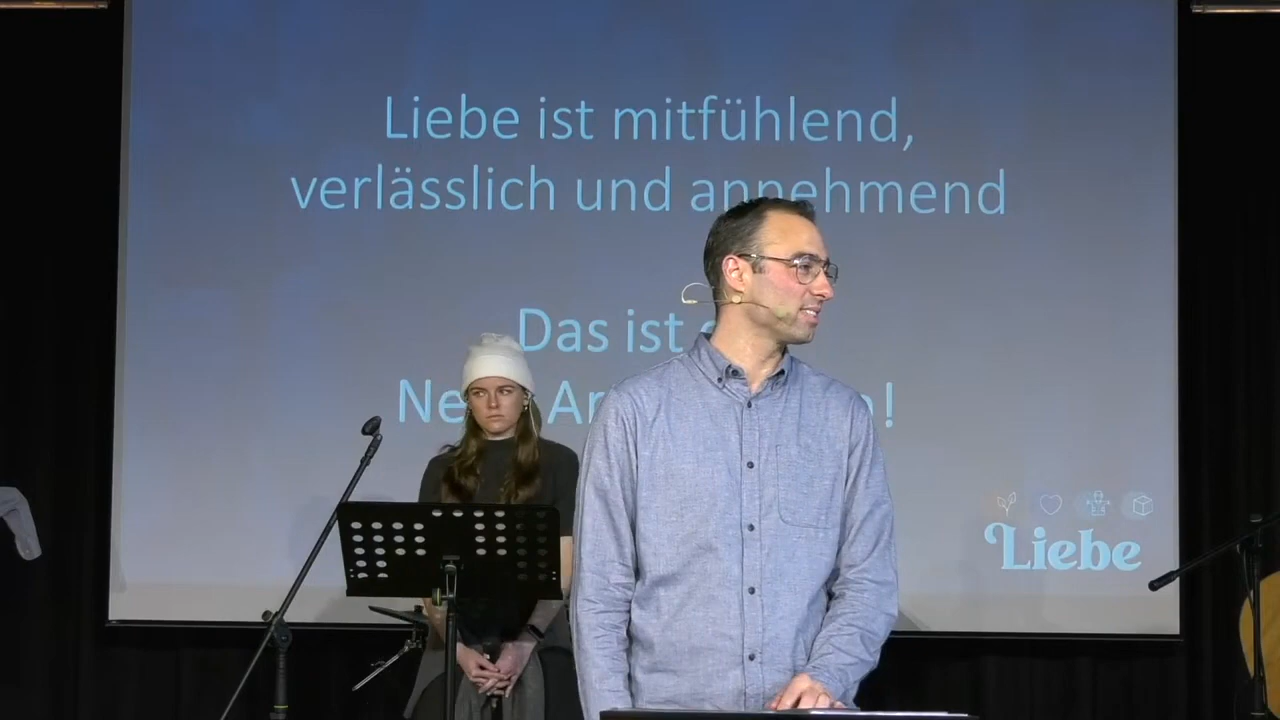 Liebe ist mitfühlend,
verlässlich und annehmend
Das ist
Liebe